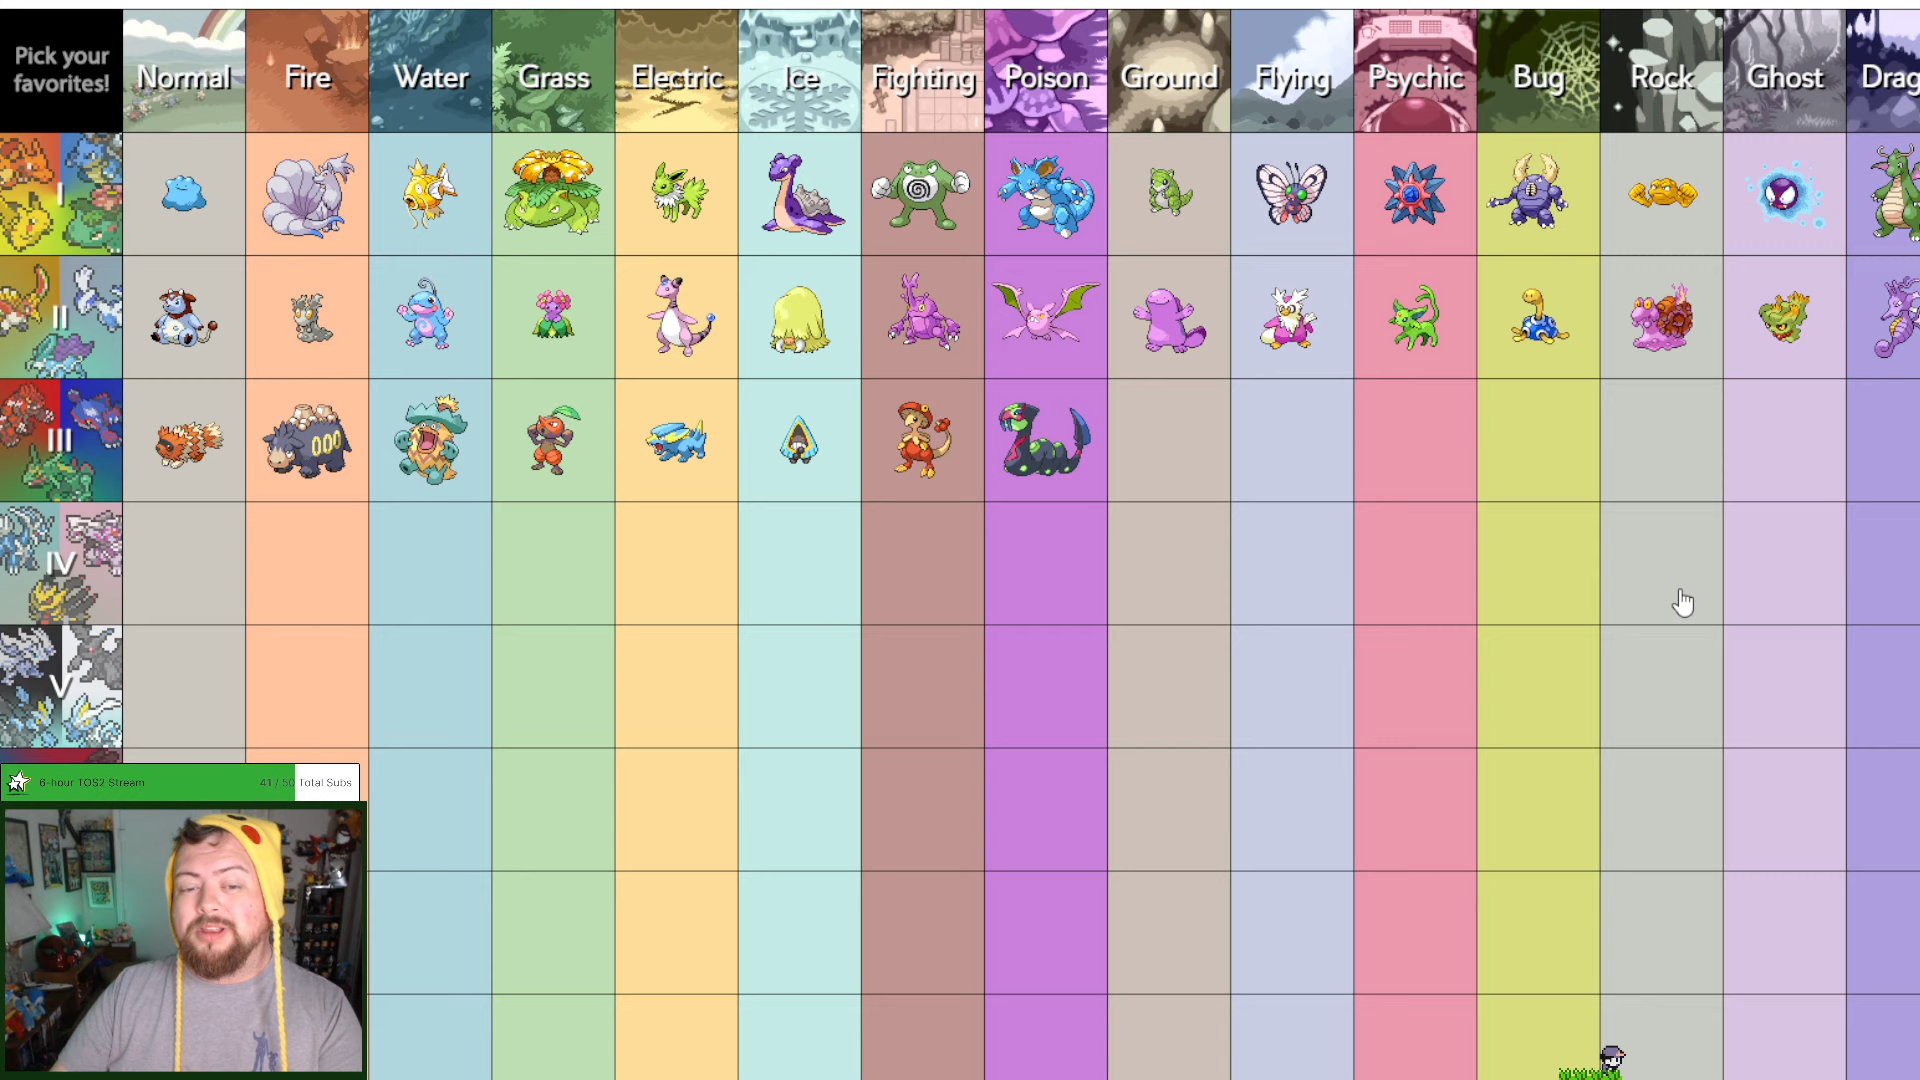 Pick your
favorites!
Normal
Fire
Water
Grass
Electric
Ice
Fighting
Poison
Ground
Flying
Psychic
Bug
Rock
Ghost
Drag
I
II
III
IV
V
6-hour TOS2 Stream
41 / 50 Total Subs